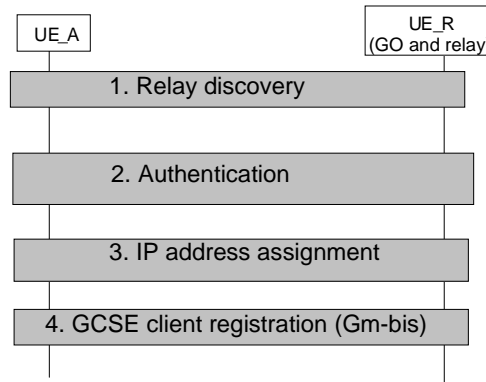 UE_A
UE_R
(GO and relay
1. Relay discovery
2. Authentication
3. IP address assignment
4. GCSE client registration (Gm-bis)